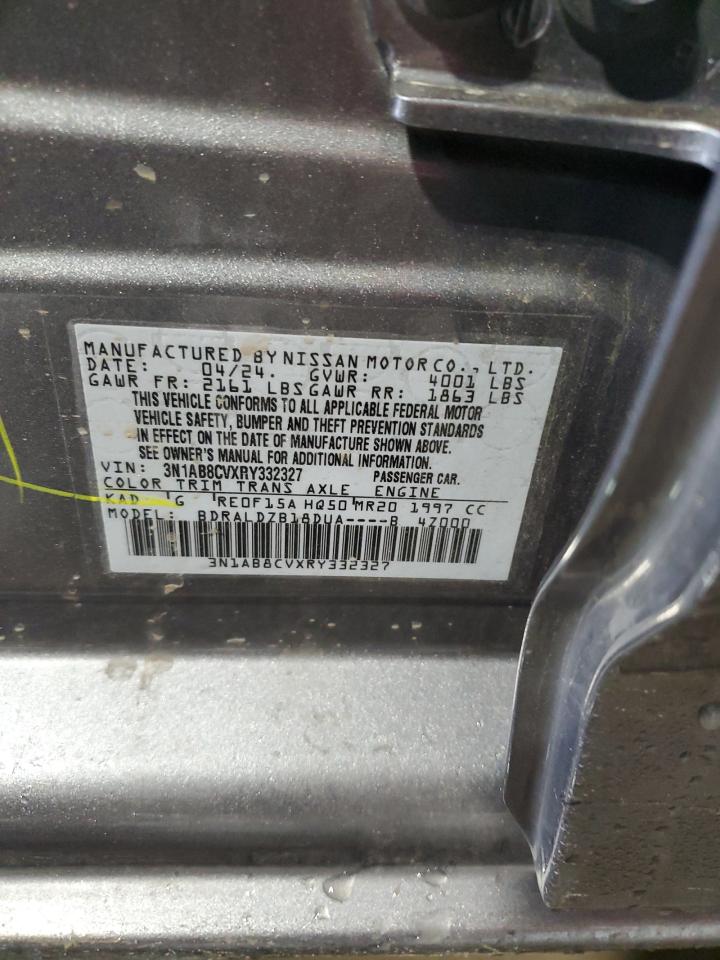 MANUFACTURED BY NISSAN MOTOR CO., LTD.
DATE: 04/24. GVWR: 4001 LBS
GAWR FR: 2161 LBS GAWR RR: 1863 LBS
THIS VEHICLE CONFORMS TO ALL APPLICABLE FEDERAL MOTOR
VEHICLE SAFETY, BUMPER AND THEFT PREVENTION STANDARDS
IN EFFECT ON THE DATE OF MANUFACTURE SHOWN ABOVE.
SEE OWNER'S MANUAL FOR ADDITIONAL INFORMATION.
VIN: 3N1AB8CVXRY332327 PASSENGER CAR.
COLOR TRIM TRANS AXLE ENGINE
KAD G RE0F15A HQ50 MR20 1997 CC
MODEL: BDRALDZB18DUA----B 4Z000
3N1AB8CVXRY332327